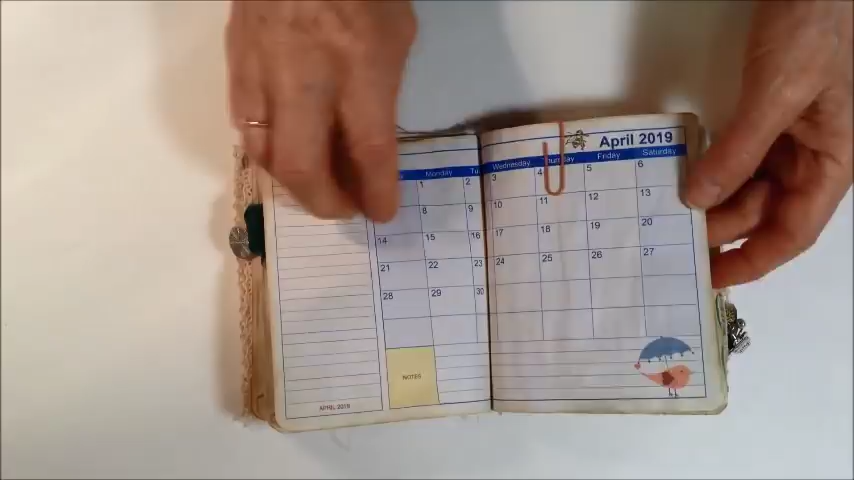 April 2019
Monday Tu Wednesday Thursday Friday Saturday
1 2 3 4 5 6
8 9 10 11 12 13
14 15 16 17 18 19 20
21 22 23 24 25 26 27
28 29 30
NOTES
APRIL 2019